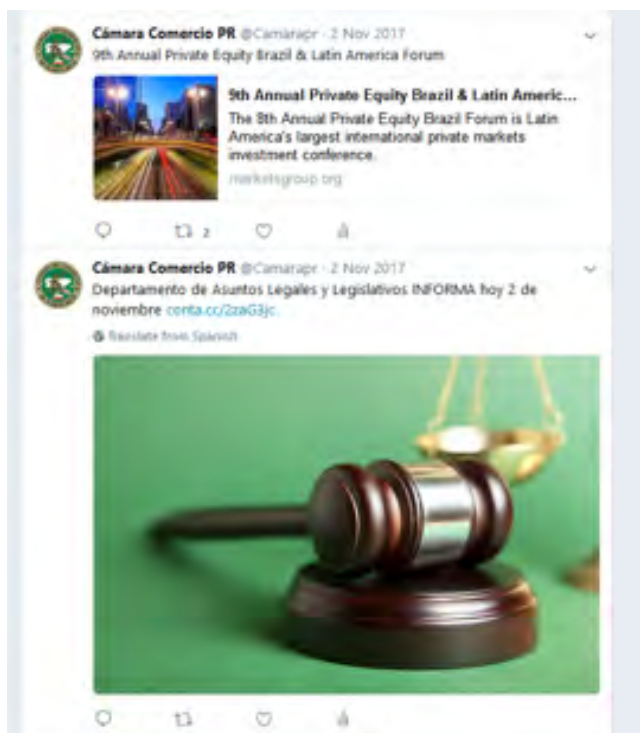 Cámara Comercio PR @Camarapr · 2 Nov 2017
9th Annual Private Equity Brazil & Latin America Forum
9th Annual Private Equity Brazil & Latin Americ...
The 9th Annual Private Equity Brazil Forum is Latin
America's largest international private markets
investment conference.
marketsgroup.org
2
Cámara Comercio PR @Camarapr · 2 Nov 2017
Departamento de Asuntos Legales y Legislativos INFORMA hoy 2 de
noviembre conta.cc/2zaG3jc
Translate from Spanish